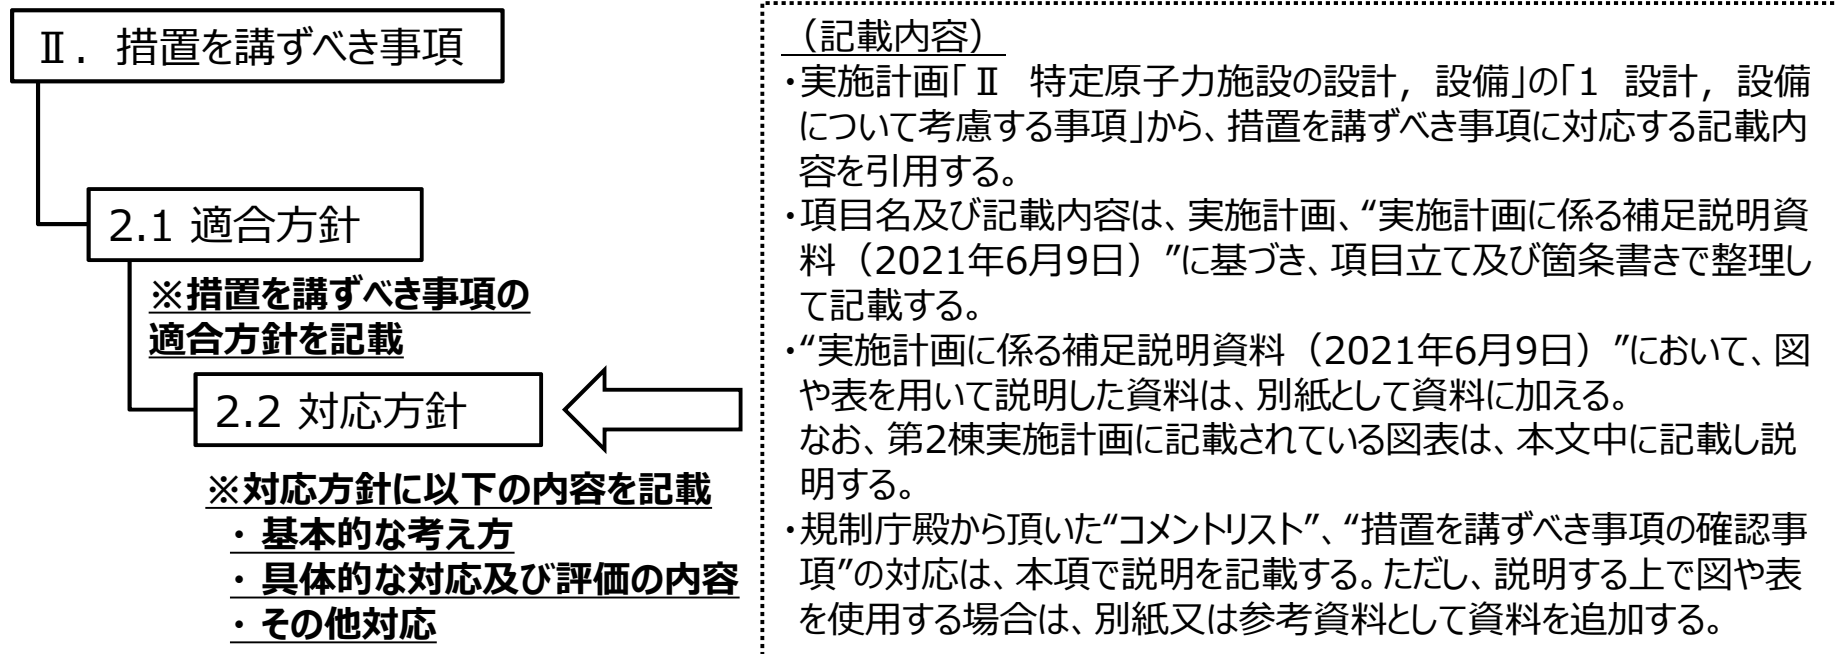 Ⅱ．措置を講ずべき事項
2.1 適合方針
※措置を講ずべき事項の
適合方針を記載
2.2 対応方針
※対応方針に以下の内容を記載
・ 基本的な考え方
・ 具体的な対応及び評価の内容
・ その他対応
（記載内容）
・実施計画「Ⅱ　特定原子力施設の設計，設備」の「1　設計，設備
について考慮する事項」から、措置を講ずべき事項に対応する記載内
容を引用する。
・項目名及び記載内容は、実施計画、“実施計画に係る補足説明資
料（2021年6月9日）”に基づき、項目立て及び箇条書きで整理し
て記載する。
・“実施計画に係る補足説明資料（2021年6月9日）”において、図
や表を用いて説明した資料は、別紙として資料に加える。
なお、第2棟実施計画に記載されている図表は、本文中に記載し説
明する。
・規制庁殿から頂いた“コメントリスト”、“措置を講ずべき事項の確認事
項”の対応は、本項で説明を記載する。ただし、説明する上で図や表
を使用する場合は、別紙又は参考資料として資料を追加する。